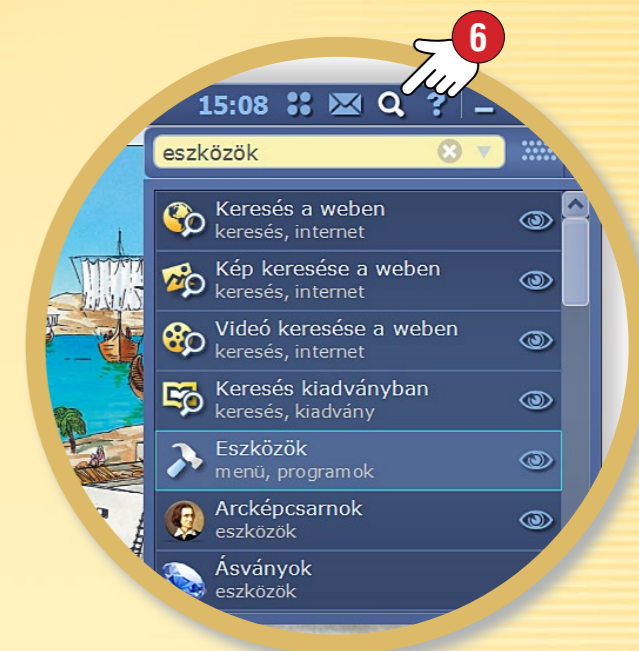 6
15:08 ?
eszközök
Keresés a weben
keresés, internet
Kép keresése a weben
keresés, internet
Videó keresése a weben
keresés, internet
Keresés kiadványban
keresés, kiadvány
Eszközök
menü, programok
Arcképcsarnok
eszközök
Ásványok
eszközök